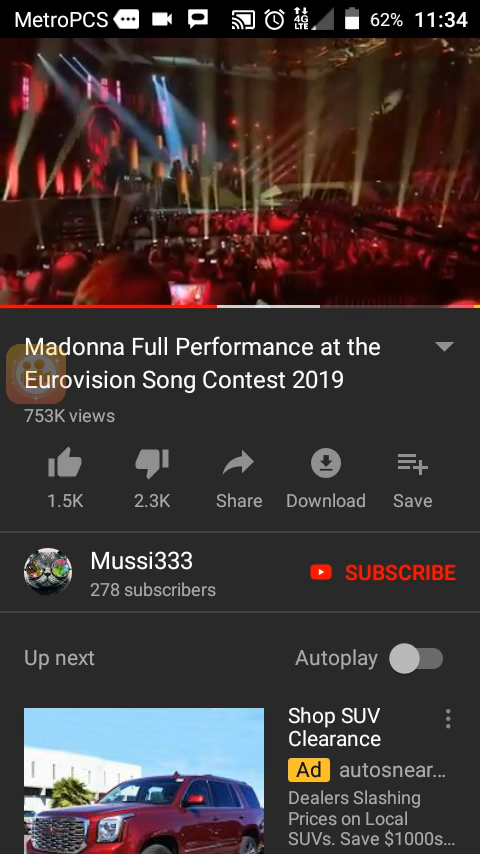 MetroPCS 4G LTE 62% 11:34
Madonna Full Performance at the
Eurovision Song Contest 2019
753K views
1.5K 2.3K Share Download Save
Mussi333
278 subscribers
SUBSCRIBE
Up next Autoplay
Shop SUV
Clearance
Ad autosnear...
Dealers Slashing
Prices on Local
SUVs. Save $1000s...